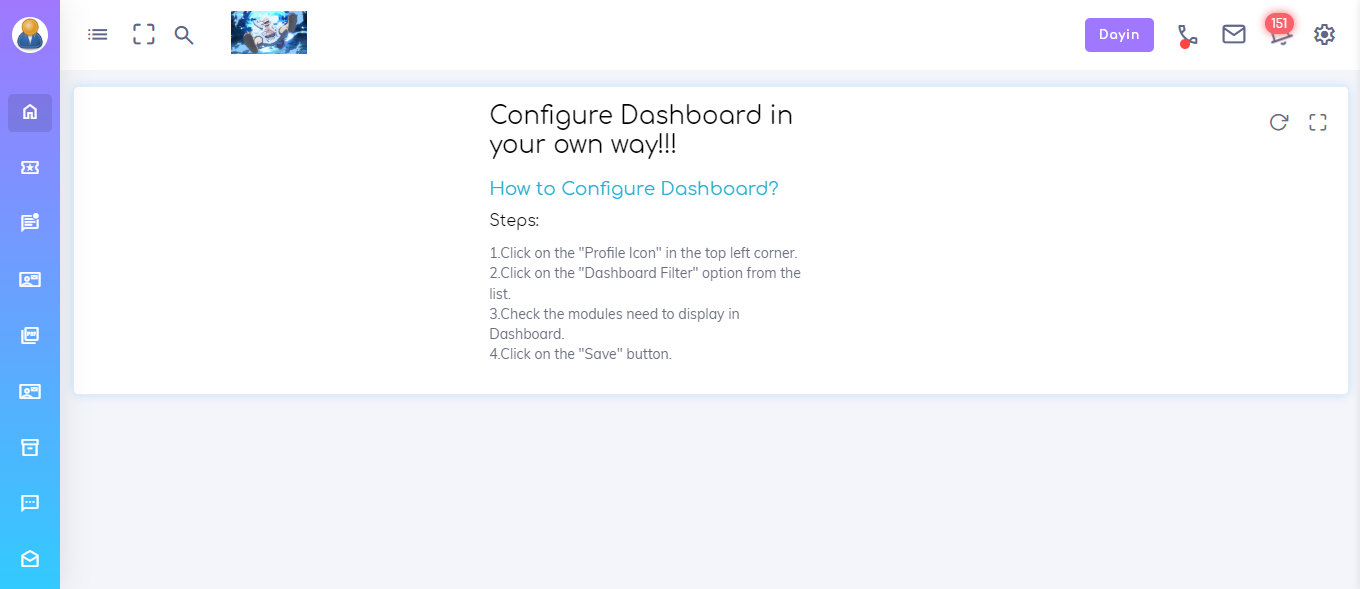 Dayin
151
Configure Dashboard in
your own way!!!
How to Configure Dashboard?
Steps:
1.Click on the "Profile Icon" in the top left corner.
2.Click on the "Dashboard Filter" option from the
list.
3.Check the modules need to display in
Dashboard.
4.Click on the "Save" button.